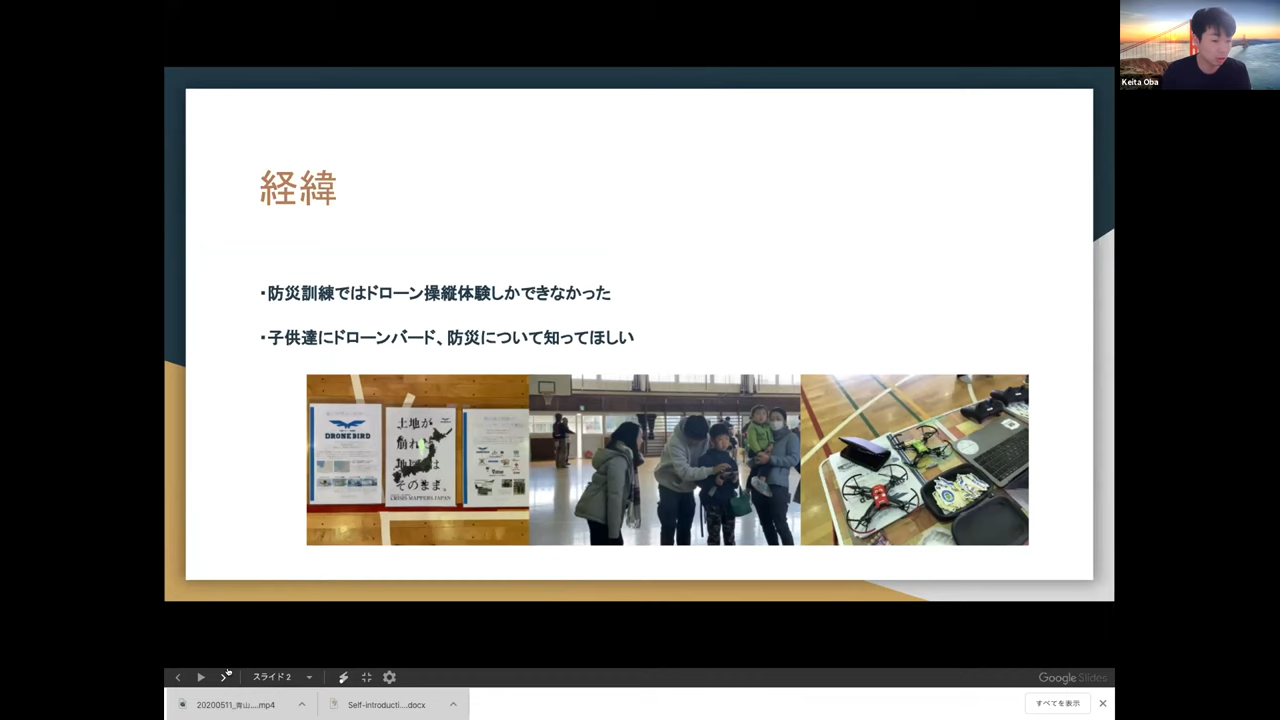 Keita Oba
経緯
・防災訓練ではドローン操縦体験しかできなかった
・子供達にドローンバード、防災について知ってほしい
DRONE BIRD
土地が
崩れ
は
そのまま。
CRISIS MAPPERS JAPAN
スライド 2
Google Slides
20200511_青山....mp4
Self-introducti....docx
すべてを表示